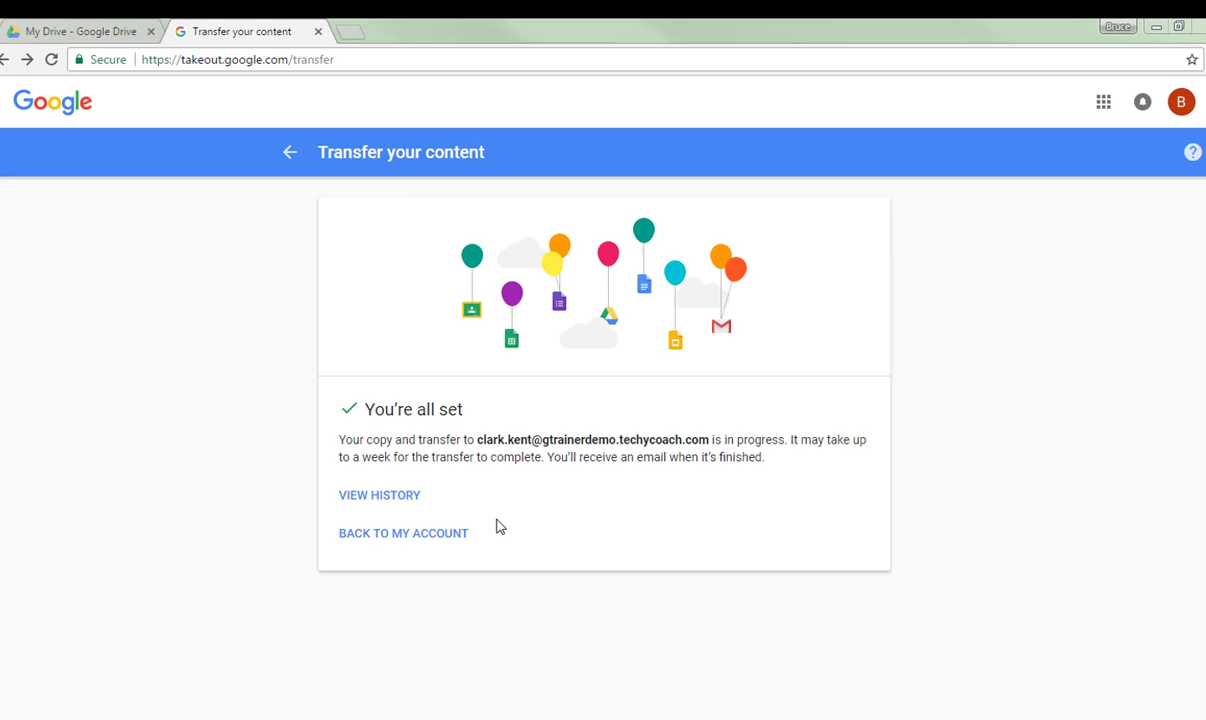 My Drive - Google Drive
Transfer your content
Bruce
Secure
https://takeout.google.com/transfer
Google
B
Transfer your content
?
You're all set
Your copy and transfer to clark.kent@gtrainerdemo.techycoach.com is in progress. It may take up
to a week for the transfer to complete. You'll receive an email when it's finished.
VIEW HISTORY
BACK TO MY ACCOUNT